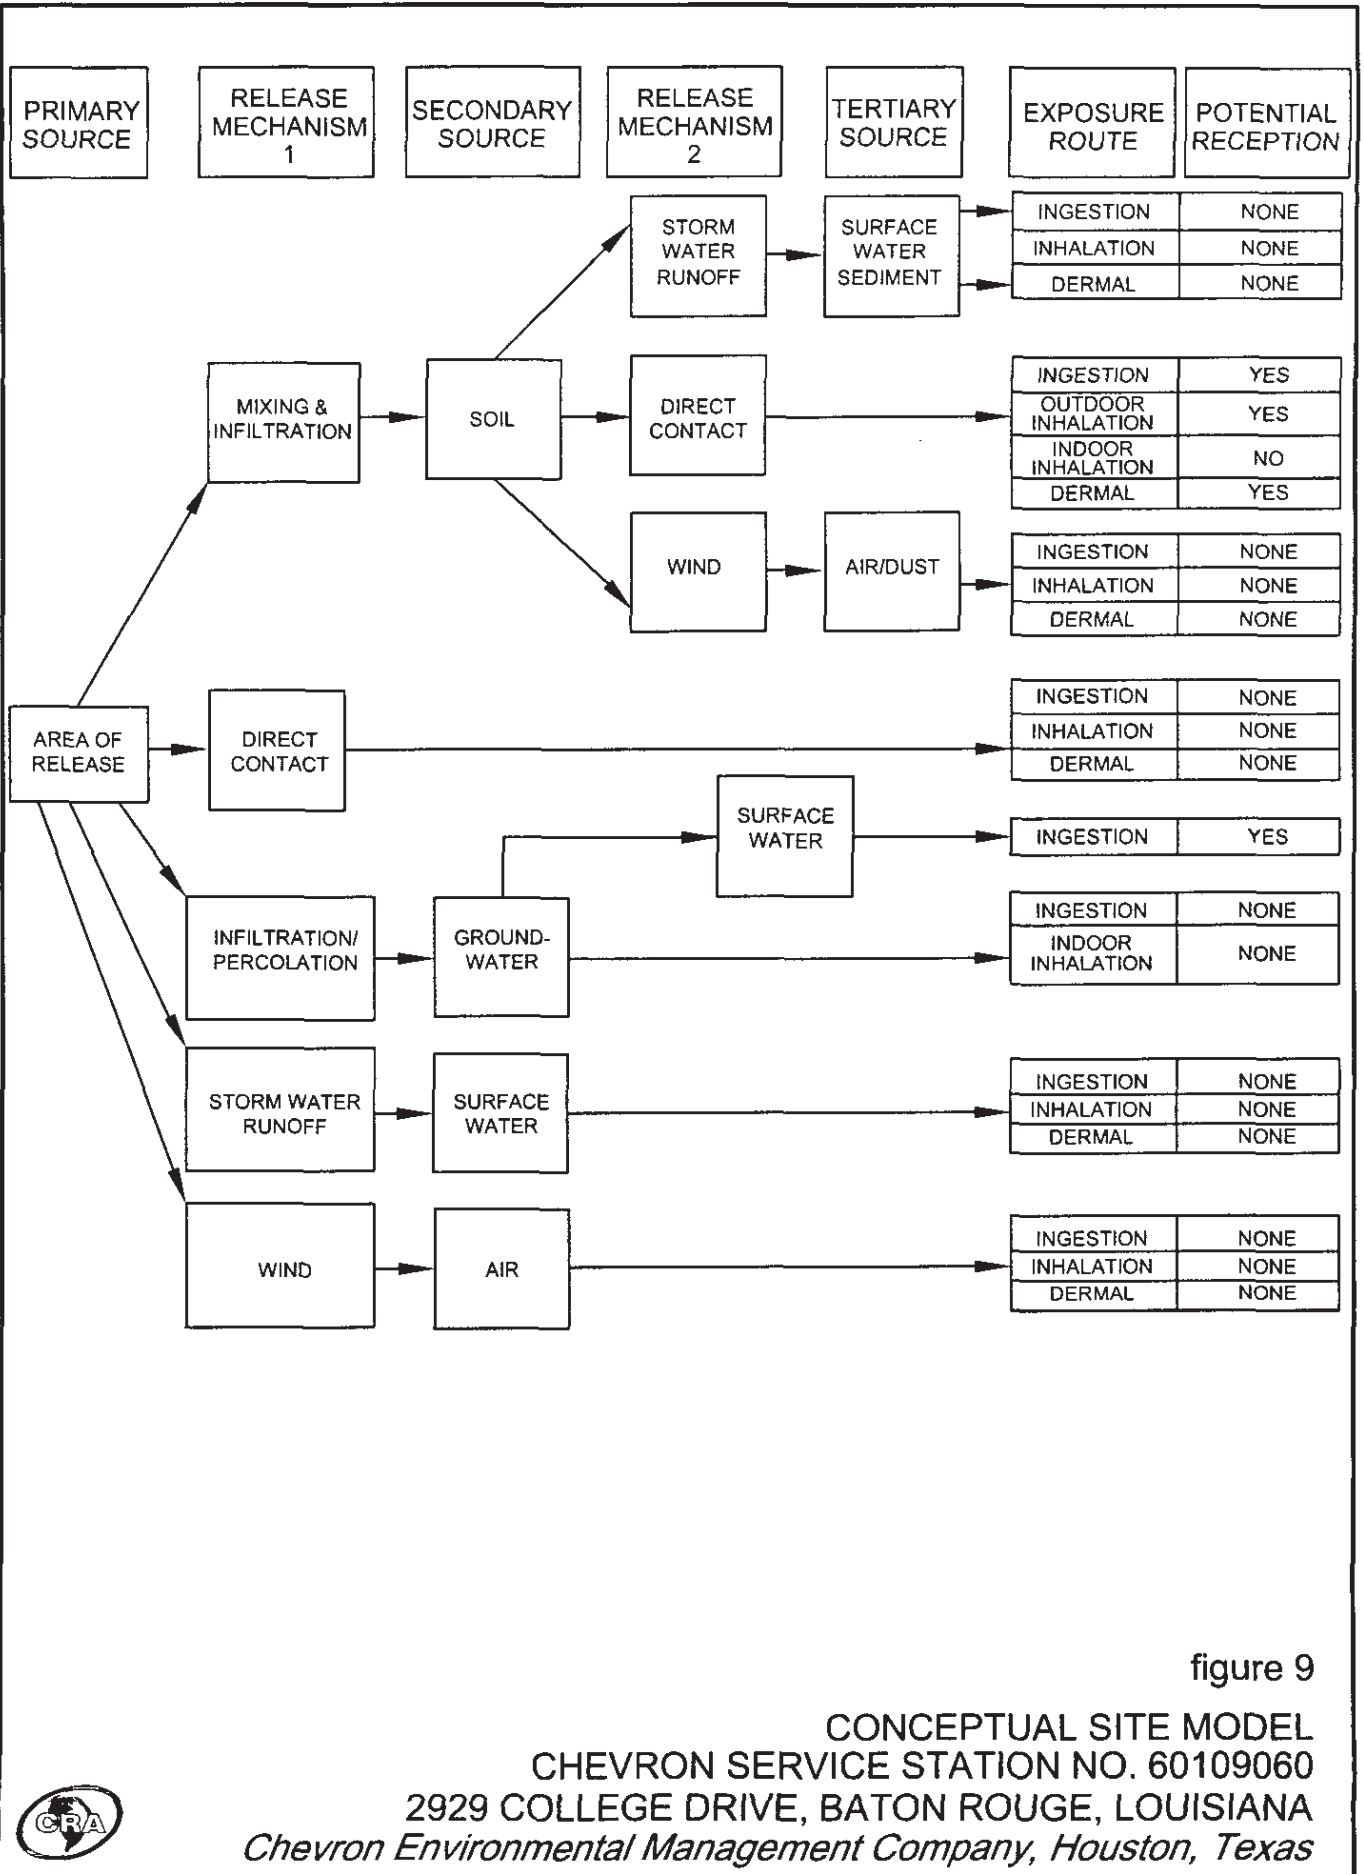 PRIMARY
SOURCE
RELEASE
MECHANISM
1
SECONDARY
SOURCE
RELEASE
MECHANISM
2
TERTIARY
SOURCE
EXPOSURE
ROUTE
POTENTIAL
RECEPTION
STORM
WATER
RUNOFF
SURFACE
WATER
SEDIMENT
INGESTION NONE
INHALATION NONE
DERMAL NONE
MIXING &
INFILTRATION
SOIL
DIRECT
CONTACT
INGESTION YES
OUTDOOR
INHALATION YES
INDOOR
INHALATION NO
DERMAL YES
WIND
AIR/DUST
INGESTION NONE
INHALATION NONE
DERMAL NONE
AREA OF
RELEASE
DIRECT
CONTACT
INGESTION NONE
INHALATION NONE
DERMAL NONE
SURFACE
WATER
INGESTION YES
INFILTRATION/
PERCOLATION
GROUND-
WATER
INGESTION NONE
INDOOR
INHALATION NONE
STORM WATER
RUNOFF
SURFACE
WATER
INGESTION NONE
INHALATION NONE
DERMAL NONE
WIND
AIR
INGESTION NONE
INHALATION NONE
DERMAL NONE
figure 9
CONCEPTUAL SITE MODEL
CHEVRON SERVICE STATION NO. 60109060
2929 COLLEGE DRIVE, BATON ROUGE, LOUISIANA
Chevron Environmental Management Company, Houston, Texas
CRA